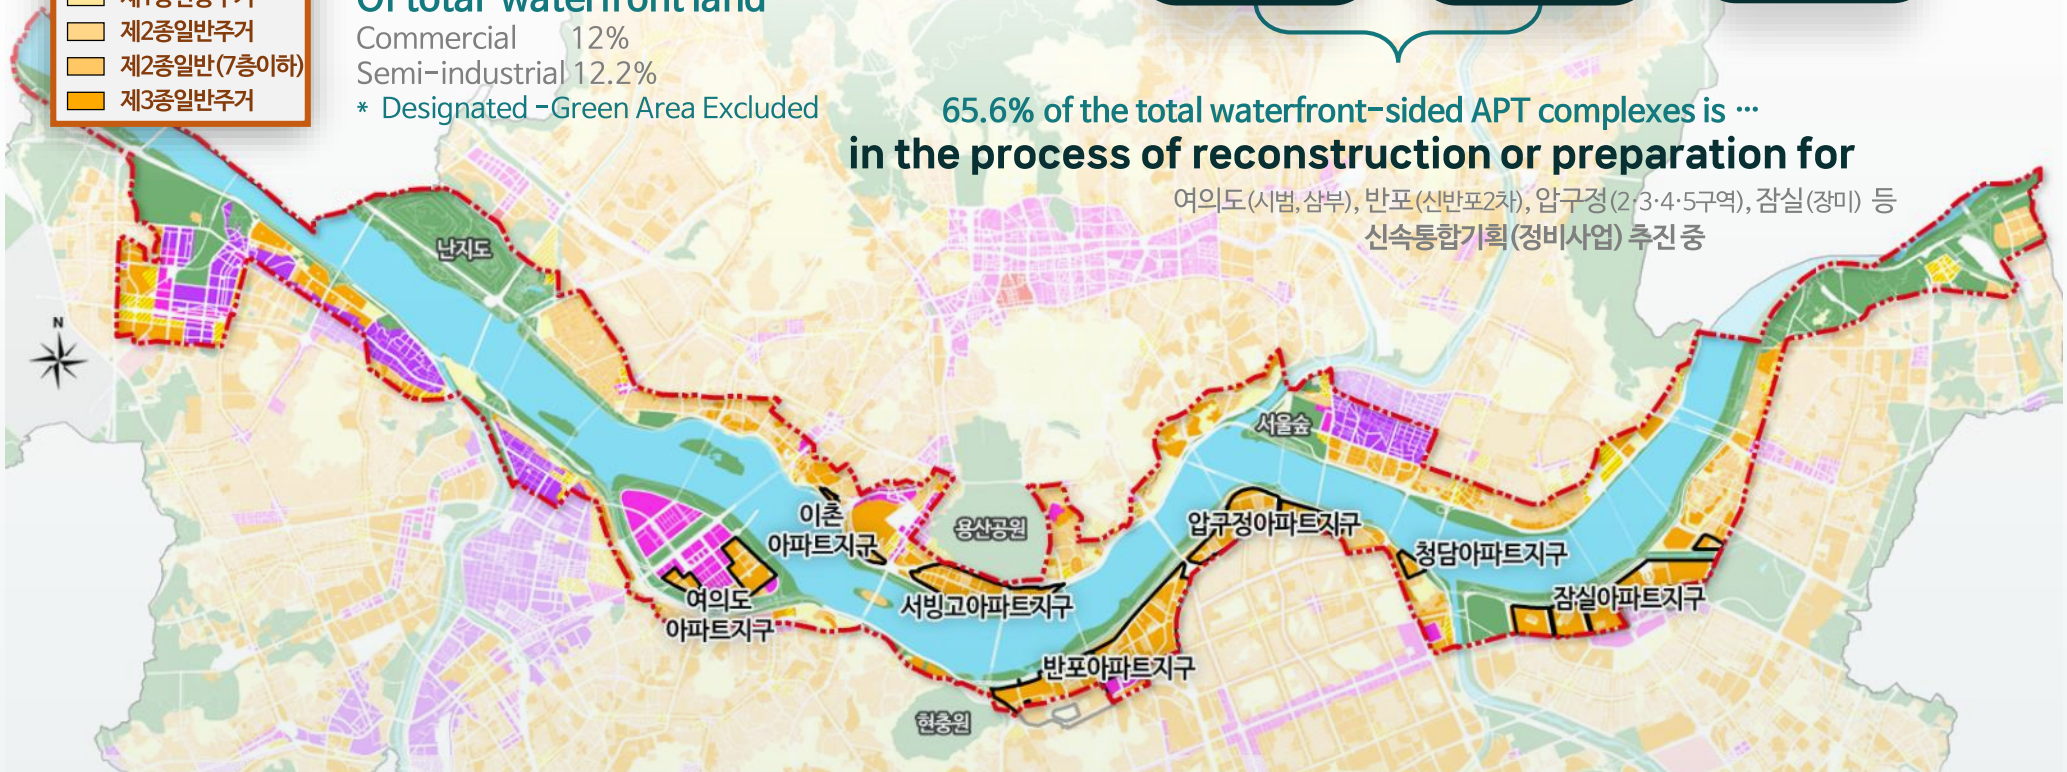 제2종일반주거
제2종일반(7층이하)
제3종일반주거
Of total waterfront land
Commercial 12%
Semi-industrial 12.2%
* Designated -Green Area Excluded
65.6% of the total waterfront-sided APT complexes is ···
in the process of reconstruction or preparation for
여의도(시범, 삼부), 반포(신반포2차), 압구정(2·3·4·5구역), 잠실(장미) 등
신속통합기획(정비사업) 추진 중
난지도
N
서울숲
이촌
아파트지구
용산공원
압구정아파트지구
청담아파트지구
여의도
아파트지구
서빙고아파트지구
잠실아파트지구
반포아파트지구
현충원